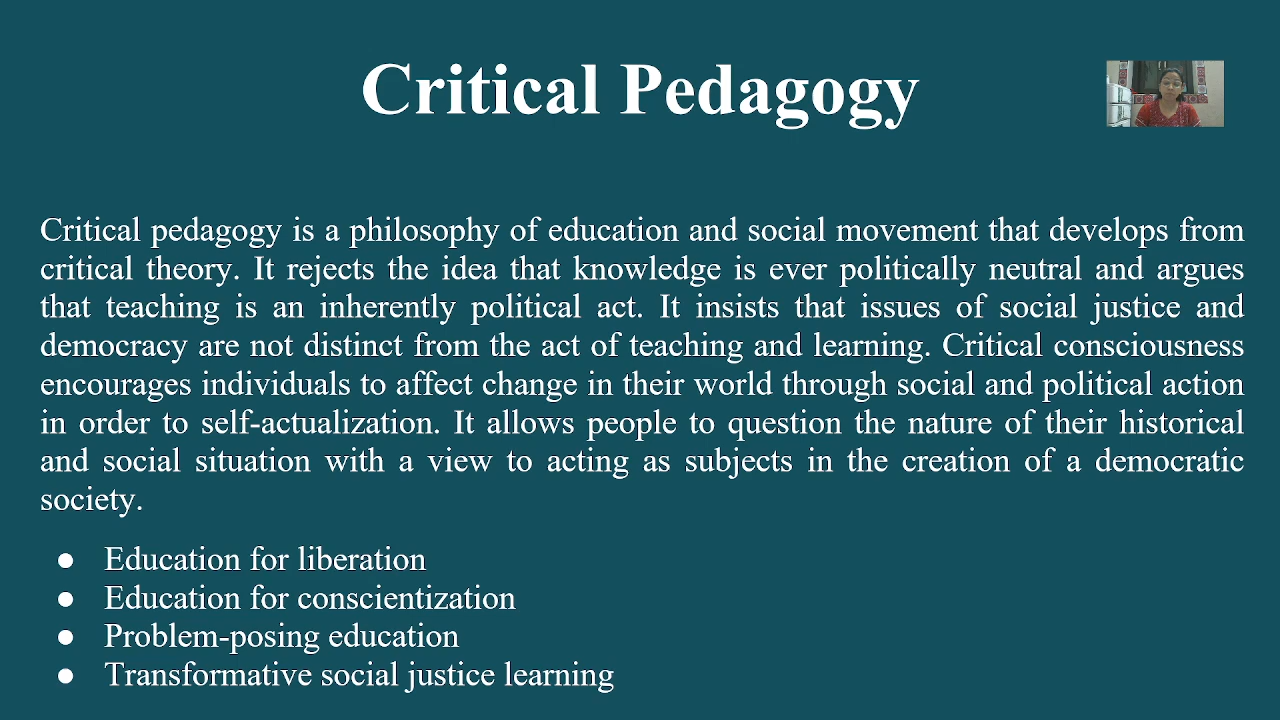 Critical Pedagogy
Critical pedagogy is a philosophy of education and social movement that develops from
critical theory. It rejects the idea that knowledge is ever politically neutral and argues
that teaching is an inherently political act. It insists that issues of social justice and
democracy are not distinct from the act of teaching and learning. Critical consciousness
encourages individuals to affect change in their world through social and political action
in order to self-actualization. It allows people to question the nature of their historical
and social situation with a view to acting as subjects in the creation of a democratic
society.
● Education for liberation
● Education for conscientization
● Problem-posing education
● Transformative social justice learning